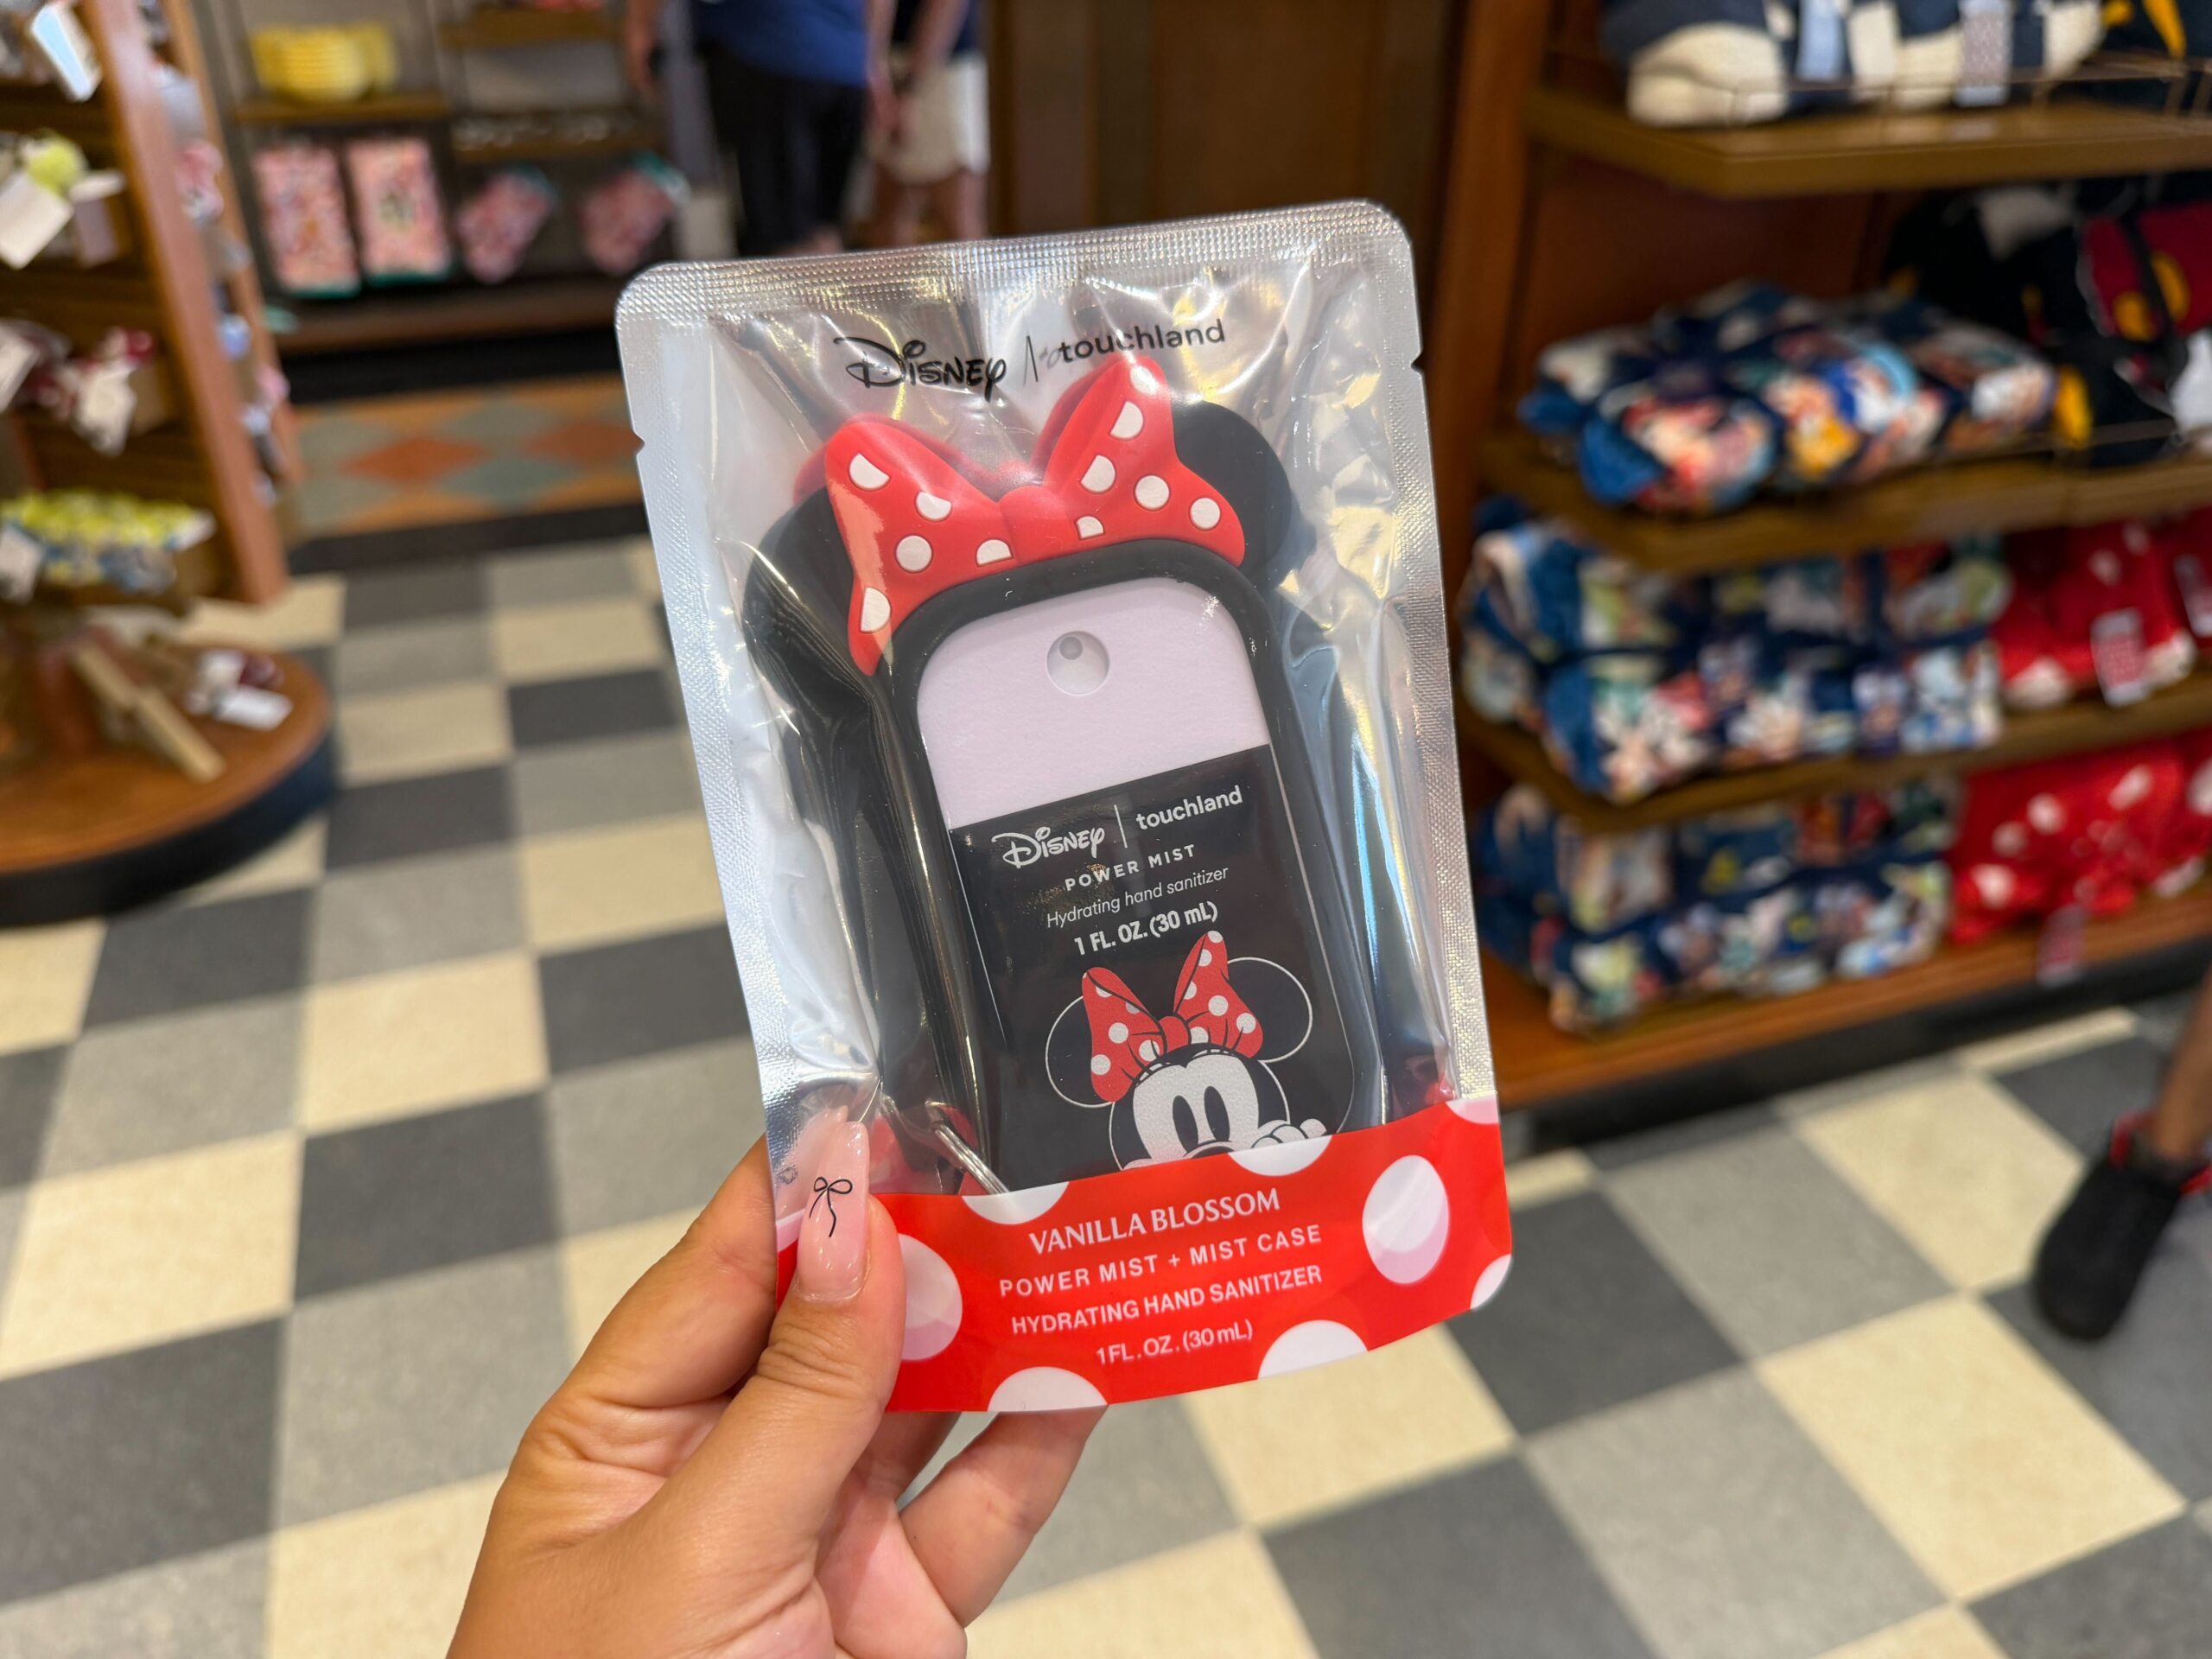 Disney | touchland
Disney | touchland
POWER MIST
Hydrating hand sanitizer
1 FL. OZ. (30 mL)
VANILLA BLOSSOM
POWER MIST + MIST CASE
HYDRATING HAND SANITIZER
1 FL. OZ. (30 mL)